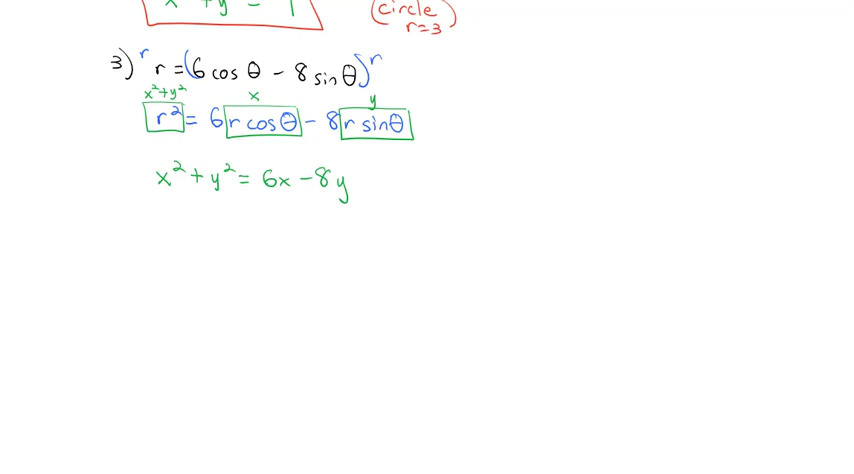 x² + y² = 9
(circle r=3)
3) r r = (6 cos θ − 8 sin θ) r
x²+y² x y
r² = 6 r cos θ − 8 r sin θ
x² + y² = 6x − 8y